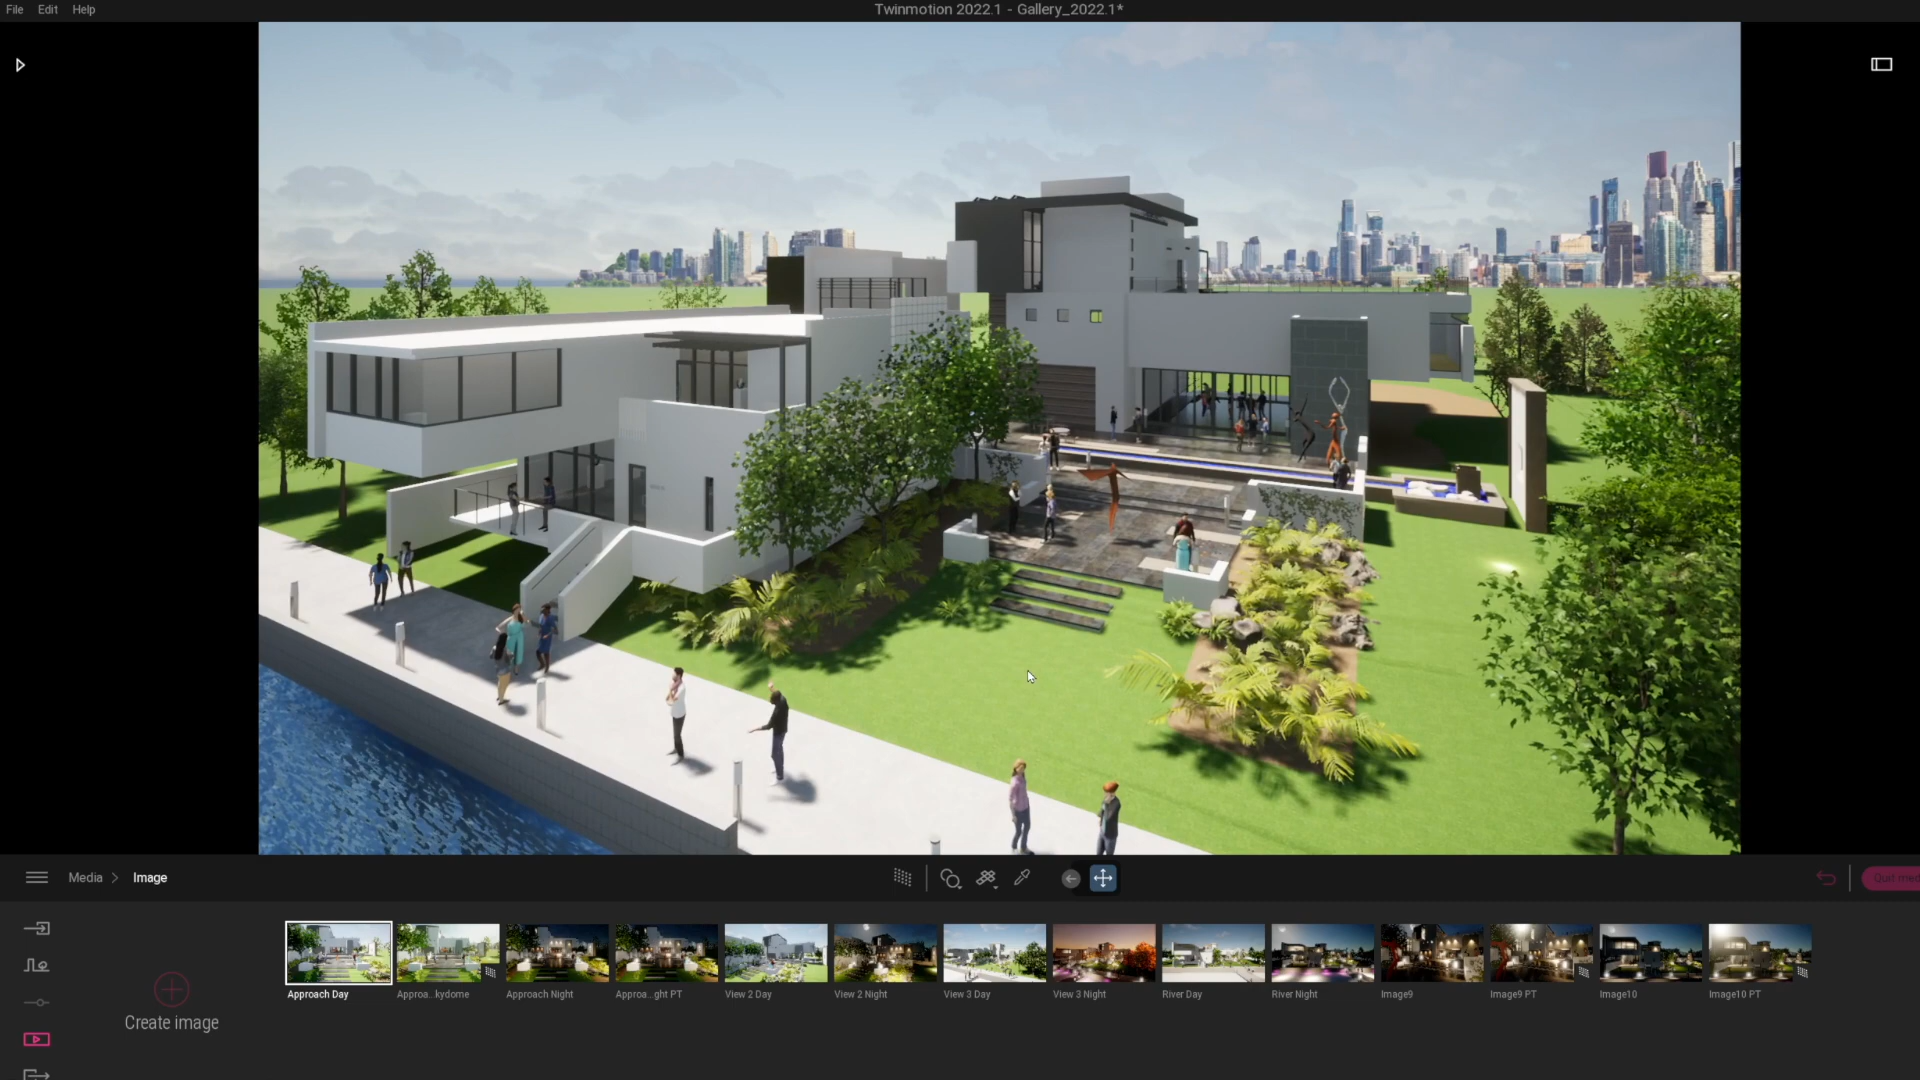 File Edit Help
Twinmotion 2022.1 - Gallery_2022.1*
Media > Image
Quit med
Create image
Approach Day
Approa...kydome
Approach Night
Approa...ght PT
View 2 Day
View 2 Night
View 3 Day
View 3 Night
River Day
River Night
Image9
Image9 PT
Image10
Image10 PT